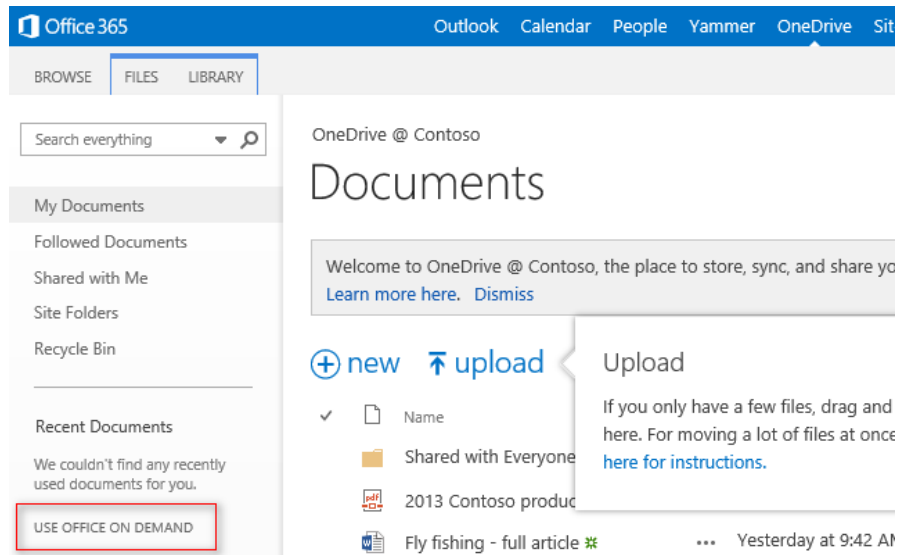 Office 365
Outlook Calendar People Yammer OneDrive Sit
BROWSE FILES LIBRARY
Search everything
OneDrive @ Contoso
Documents
My Documents
Followed Documents
Shared with Me
Site Folders
Recycle Bin
Welcome to OneDrive @ Contoso, the place to store, sync, and share yo
Learn more here. Dismiss
new upload
Upload
If you only have a few files, drag and
here. For moving a lot of files at once
here for instructions.
Name
Shared with Everyone
2013 Contoso produc
Fly fishing - full article ... Yesterday at 9:42 AM
Recent Documents
We couldn't find any recently
used documents for you.
USE OFFICE ON DEMAND